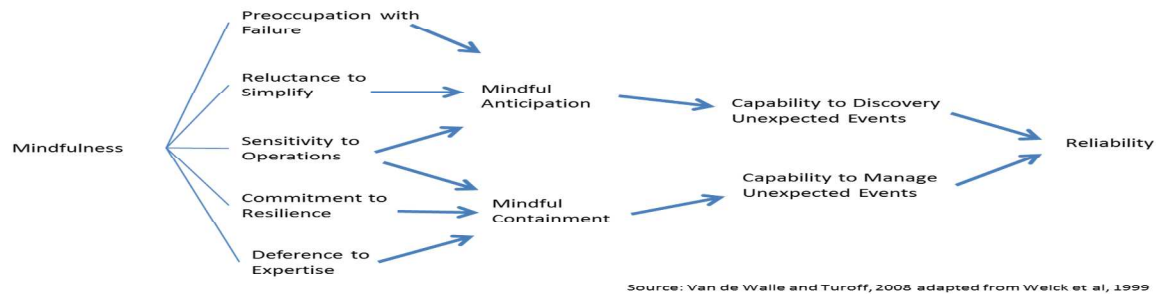 Preoccupation with
Failure
Reluctance to
Simplify
Mindful
Anticipation
Capability to Discovery
Unexpected Events
Mindfulness
Sensitivity to
Operations
Reliability
Capability to Manage
Unexpected Events
Commitment to
Resilience
Mindful
Containment
Deference to
Expertise
Source: Van de Walle and Turoff, 2008 adapted from Weick et al, 1999